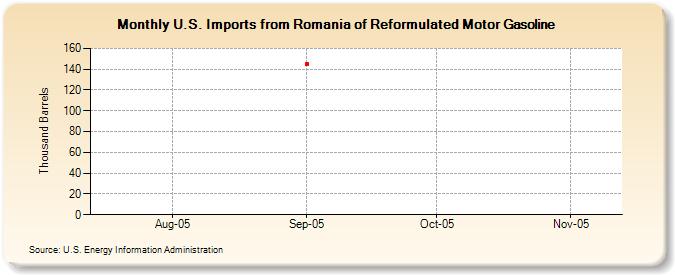 Monthly U.S. Imports from Romania of Reformulated Motor Gasoline
Thousand Barrels
160
140
120
100
80
60
40
20
0
Aug-05 Sep-05 Oct-05 Nov-05
Source: U.S. Energy Information Administration